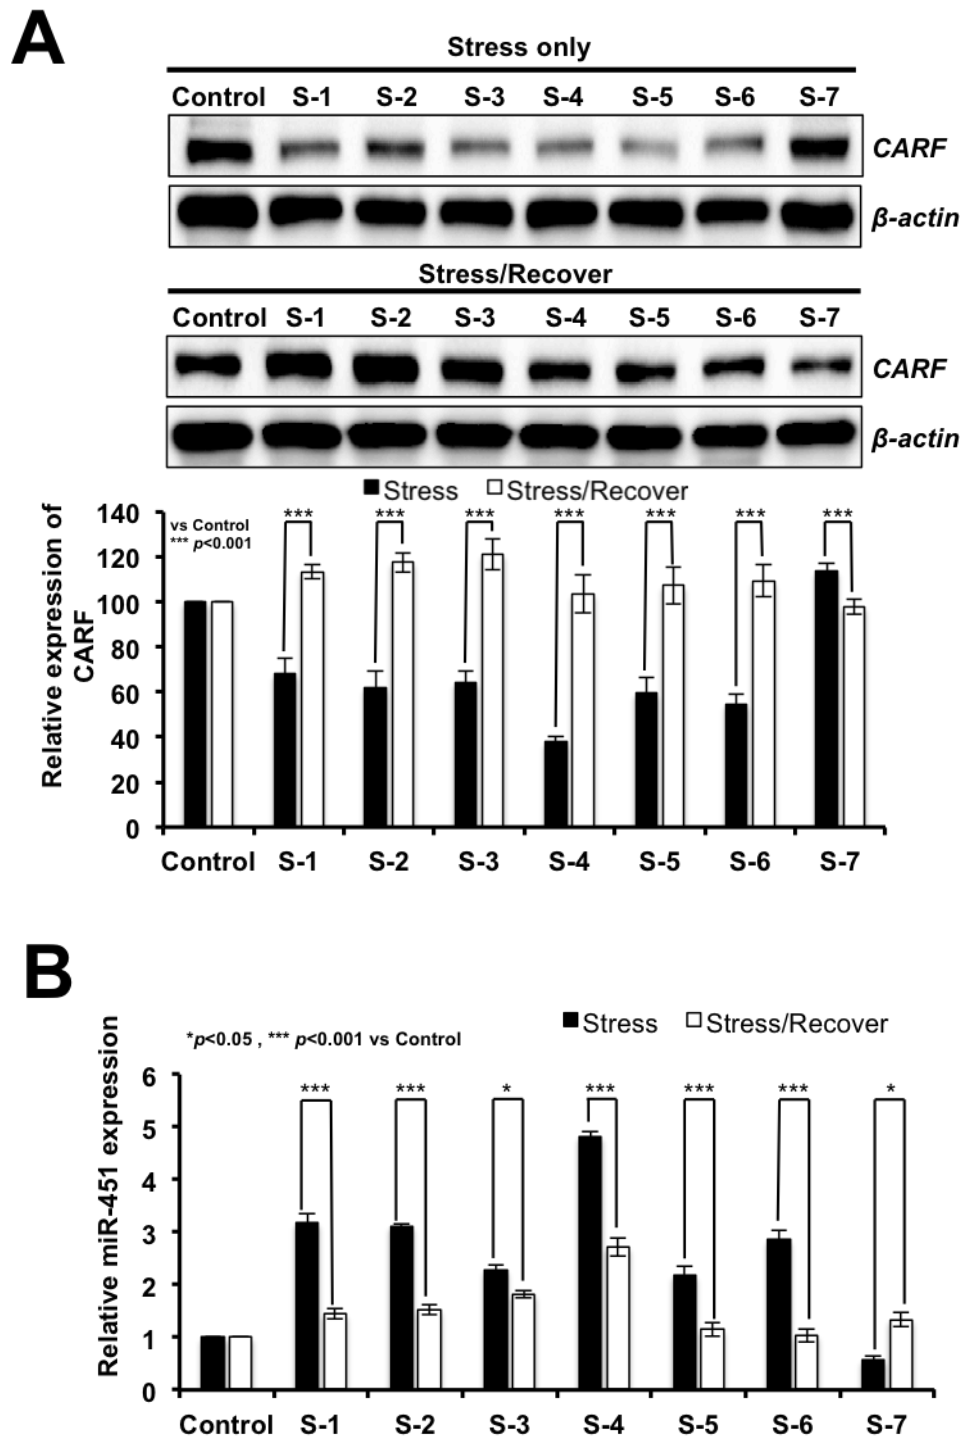 A
Stress only
Control S-1 S-2 S-3 S-4 S-5 S-6 S-7
CARF
β-actin
Stress/Recover
Control S-1 S-2 S-3 S-4 S-5 S-6 S-7
CARF
β-actin
Stress Stress/Recover
Relative expression of
CARF
140
120
100
80
60
40
20
0
vs Control
*** p<0.001
*** *** *** *** *** *** ***
Control S-1 S-2 S-3 S-4 S-5 S-6 S-7
B
Stress Stress/Recover
*p<0.05 , *** p<0.001 vs Control
Relative miR-451 expression
6
5
4
3
2
1
0
*** *** * *** *** *** *
Control S-1 S-2 S-3 S-4 S-5 S-6 S-7